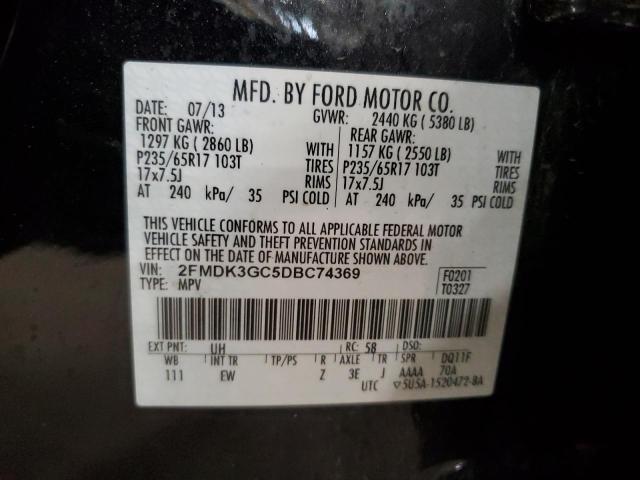 MFD. BY FORD MOTOR CO.
DATE: 07/13 GVWR: 2440 KG ( 5380 LB)
FRONT GAWR: REAR GAWR:
1297 KG ( 2860 LB) WITH 1157 KG ( 2550 LB) WITH
P235/65R17 103T TIRES P235/65R17 103T TIRES
17x7.5J RIMS 17x7.5J RIMS
AT 240 kPa/ 35 PSI COLD AT 240 kPa/ 35 PSI COLD
THIS VEHICLE CONFORMS TO ALL APPLICABLE FEDERAL MOTOR
VEHICLE SAFETY AND THEFT PREVENTION STANDARDS IN
EFFECT ON THE DATE OF MANUFACTURE SHOWN ABOVE.
VIN: 2FMDK3GC5DBC74369 F0201
TYPE: MPV T0327
EXT PNT: UH RC: 58 DSO:
WB INT TR TP/PS R AXLE TR SPR DQ11F
111 EW Z 3E J AAAA 70A
UTC ▽5U5A-1520472-BA